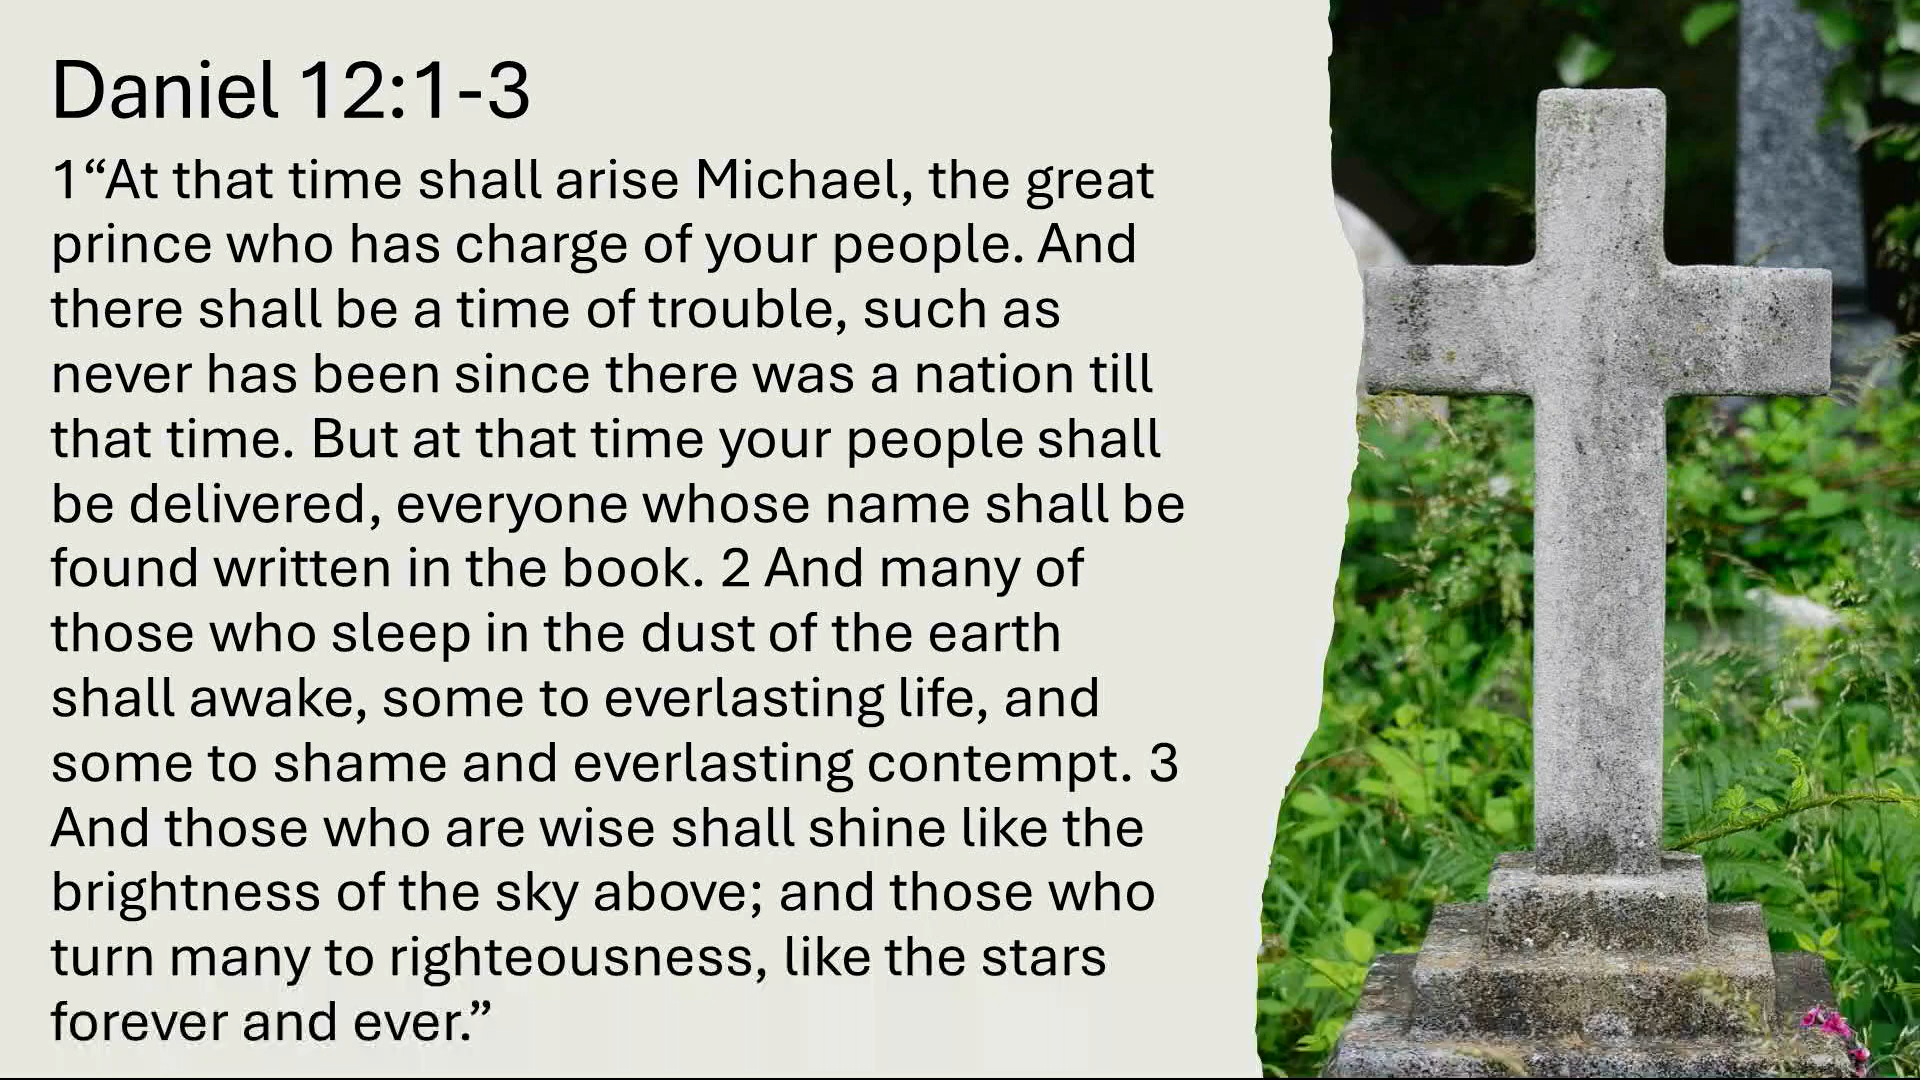 Daniel 12:1-3
1 “At that time shall arise Michael, the great
prince who has charge of your people. And
there shall be a time of trouble, such as
never has been since there was a nation till
that time. But at that time your people shall
be delivered, everyone whose name shall be
found written in the book. 2 And many of
those who sleep in the dust of the earth
shall awake, some to everlasting life, and
some to shame and everlasting contempt. 3
And those who are wise shall shine like the
brightness of the sky above; and those who
turn many to righteousness, like the stars
forever and ever.”